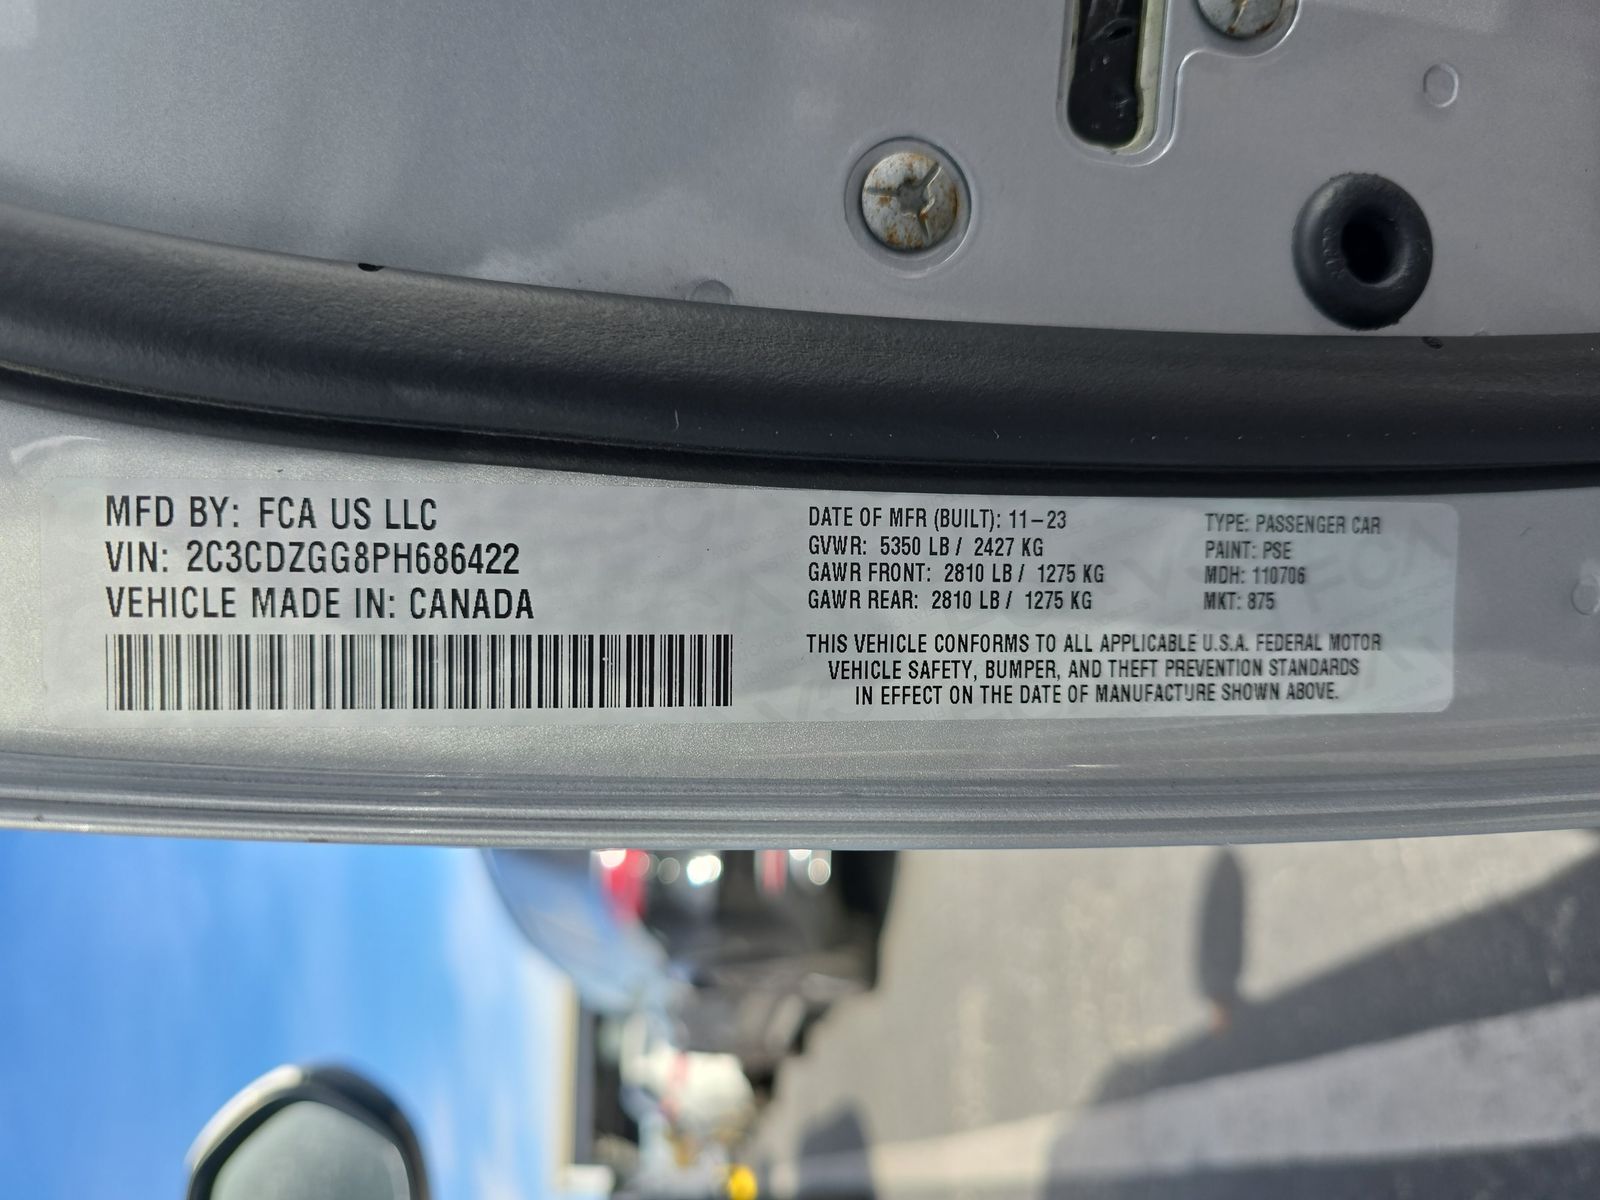 MFD BY: FCA US LLC
VIN: 2C3CDZGG8PH686422
VEHICLE MADE IN: CANADA
DATE OF MFR (BUILT): 11-23
GVWR: 5350 LB / 2427 KG
GAWR FRONT: 2810 LB / 1275 KG
GAWR REAR: 2810 LB / 1275 KG
TYPE: PASSENGER CAR
PAINT: PSE
MDH: 110706
MKT: 875
THIS VEHICLE CONFORMS TO ALL APPLICABLE U.S.A. FEDERAL MOTOR
VEHICLE SAFETY, BUMPER, AND THEFT PREVENTION STANDARDS
IN EFFECT ON THE DATE OF MANUFACTURE SHOWN ABOVE.